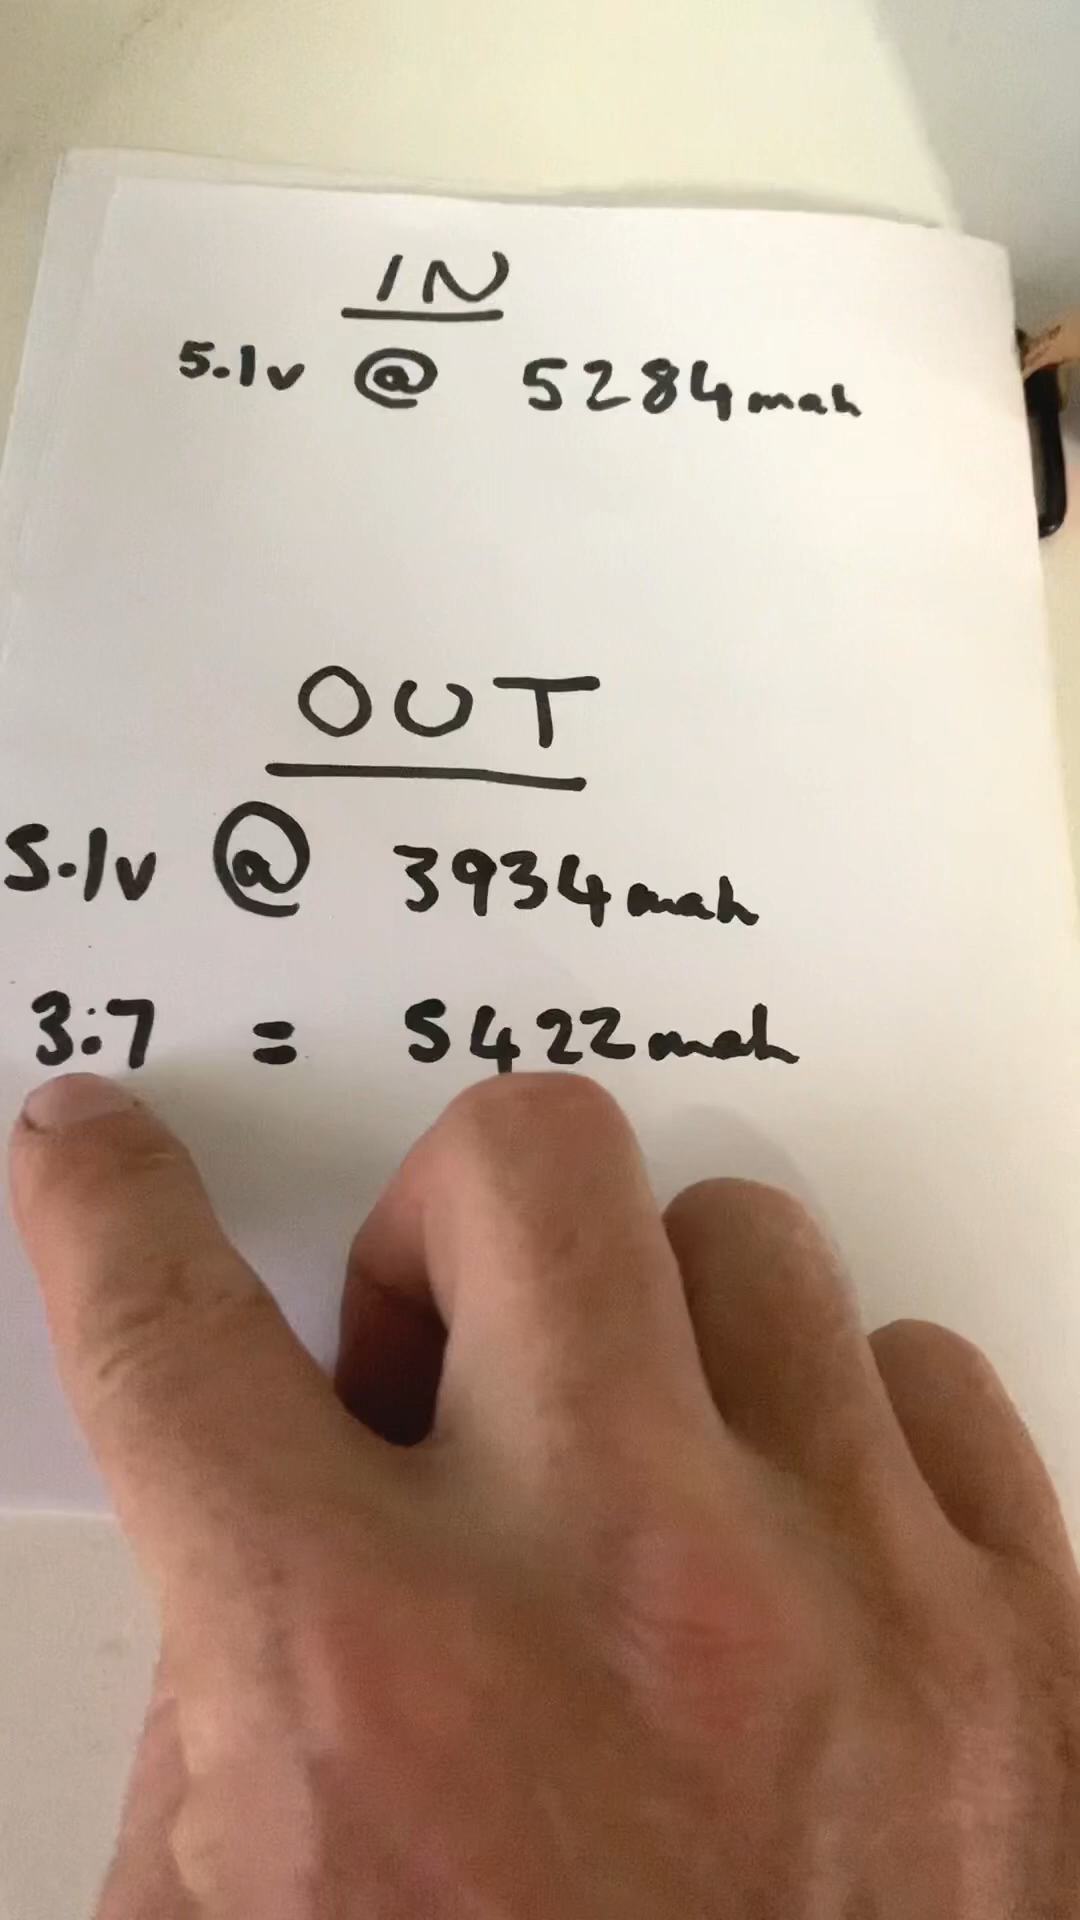 IN
5.1v @ 5284mah
OUT
5.1v @ 3934mah
3.7 = 5422mah